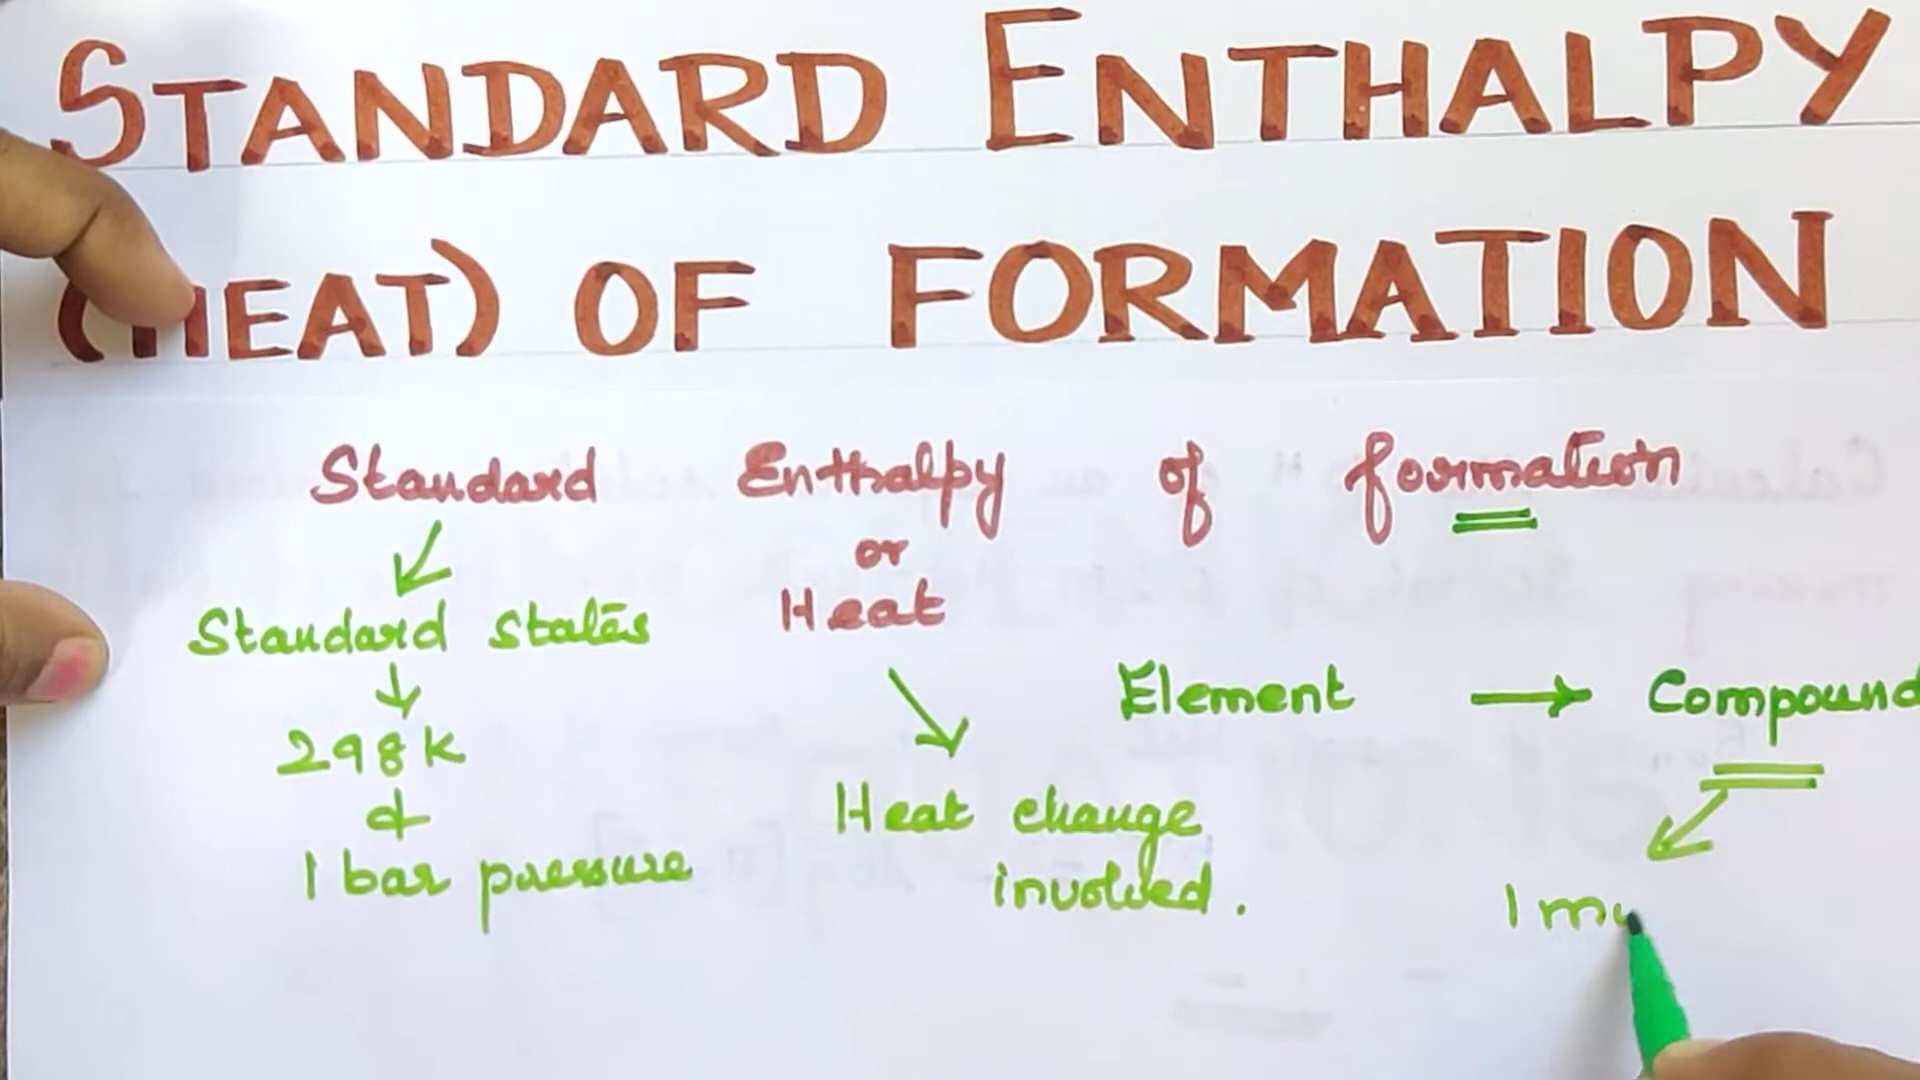 STANDARD ENTHALPY
(HEAT) OF FORMATION
Standard Enthalpy of formation
or
Heat
Standard states
298K
&
1 bar pressure
Heat change
involved.
Element → Compound
1 mo